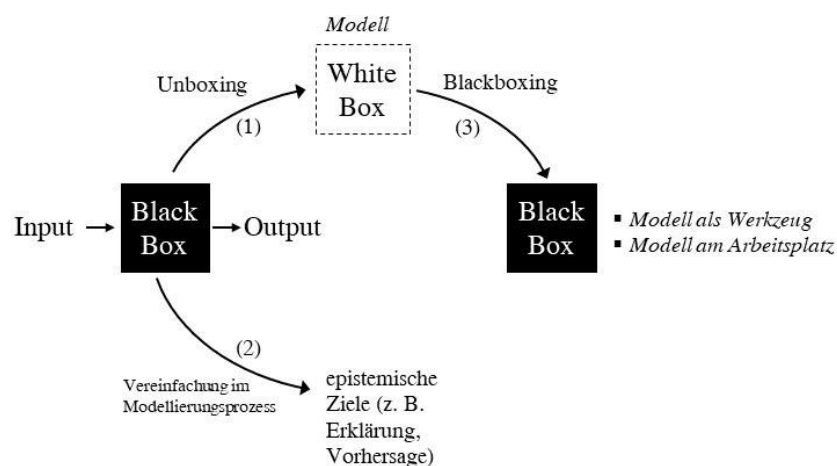 Modell
White
Box
Unboxing
(1)
Blackboxing
(3)
Input
Black
Box
Output
Black
Box
▪ Modell als Werkzeug
▪ Modell am Arbeitsplatz
(2)
Vereinfachung im
Modellierungsprozess
epistemische
Ziele (z. B.
Erklärung,
Vorhersage)